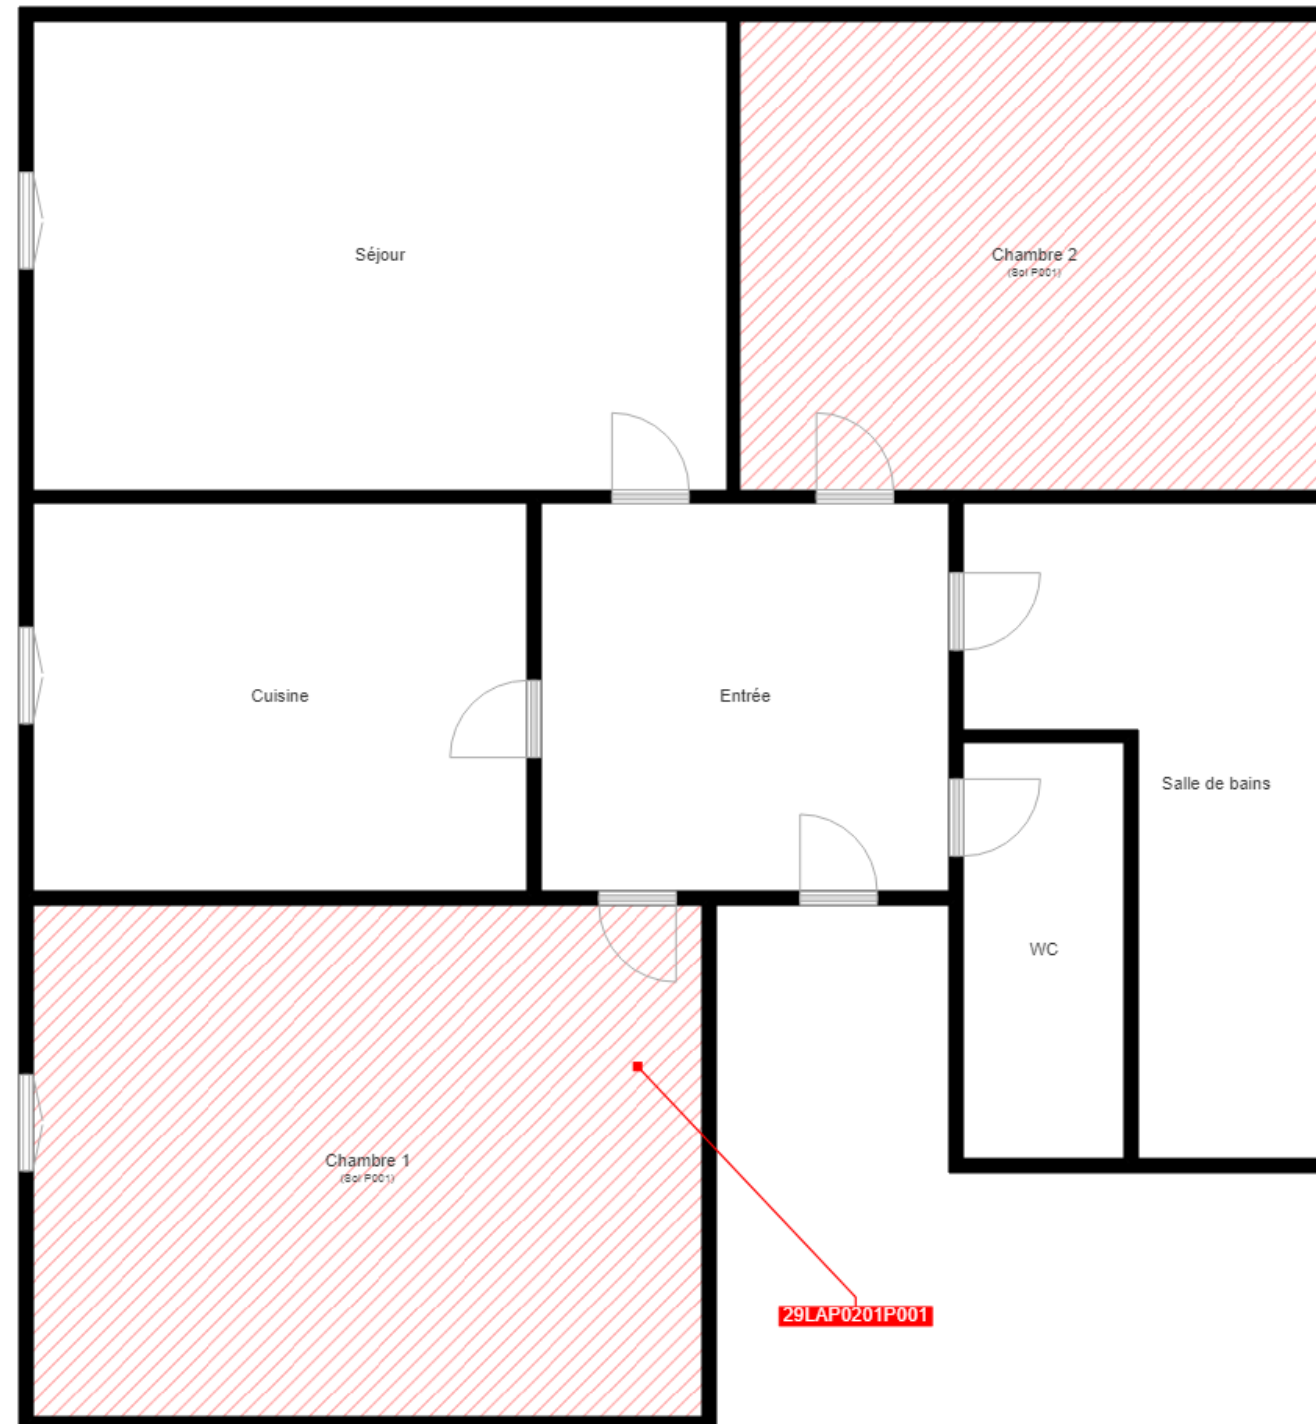 Séjour
Chambre 2
(Sol P001)
Cuisine
Entrée
Salle de bains
WC
Chambre 1
(Sol P001)
29LAP0201P001